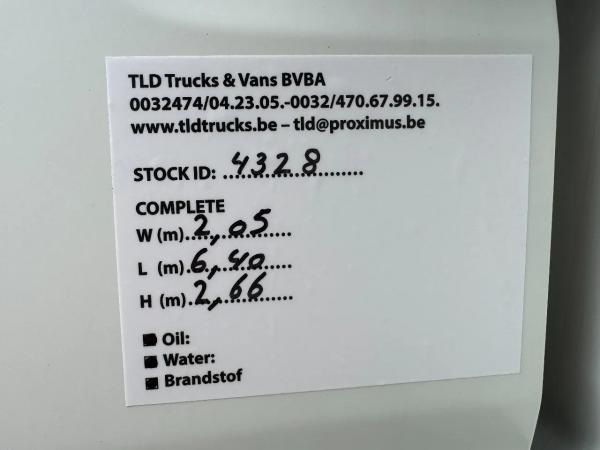 TLD Trucks & Vans BVBA
0032474/04.23.05.-0032/470.67.99.15.
www.tldtrucks.be – tld@proximus.be
STOCK ID: 4328
COMPLETE
W (m) 2,05
L (m) 6,40
H (m) 2,66
Oil:
Water:
Brandstof